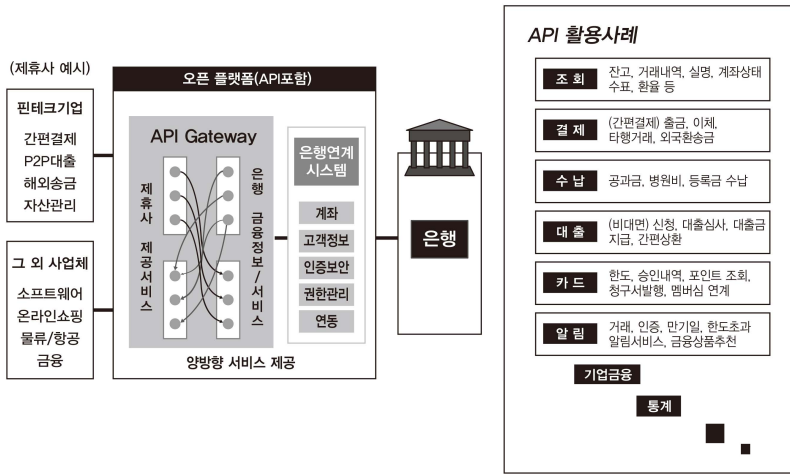 (제휴사 예시)
핀테크기업
간편결제
P2P대출
해외송금
자산관리
그 외 사업체
소프트웨어
온라인쇼핑
물류/항공
금융
오픈 플랫폼(API포함)
API Gateway
제휴사 제공서비스
은행 금융정보/서비스
은행연계
시스템
계좌
고객정보
인증보안
권한관리
연동
양방향 서비스 제공
은행
API 활용사례
조 회
잔고, 거래내역, 실명, 계좌상태
수표, 환율 등
결 제
(간편결제) 출금, 이체,
타행거래, 외국환송금
수 납
공과금, 병원비, 등록금 수납
대 출
(비대면) 신청, 대출심사, 대출금
지급, 간편상환
카 드
한도, 승인내역, 포인트 조회,
청구서발행, 멤버십 연계
알 림
거래, 인증, 만기일, 한도초과
알림서비스, 금융상품추천
기업금융
통계